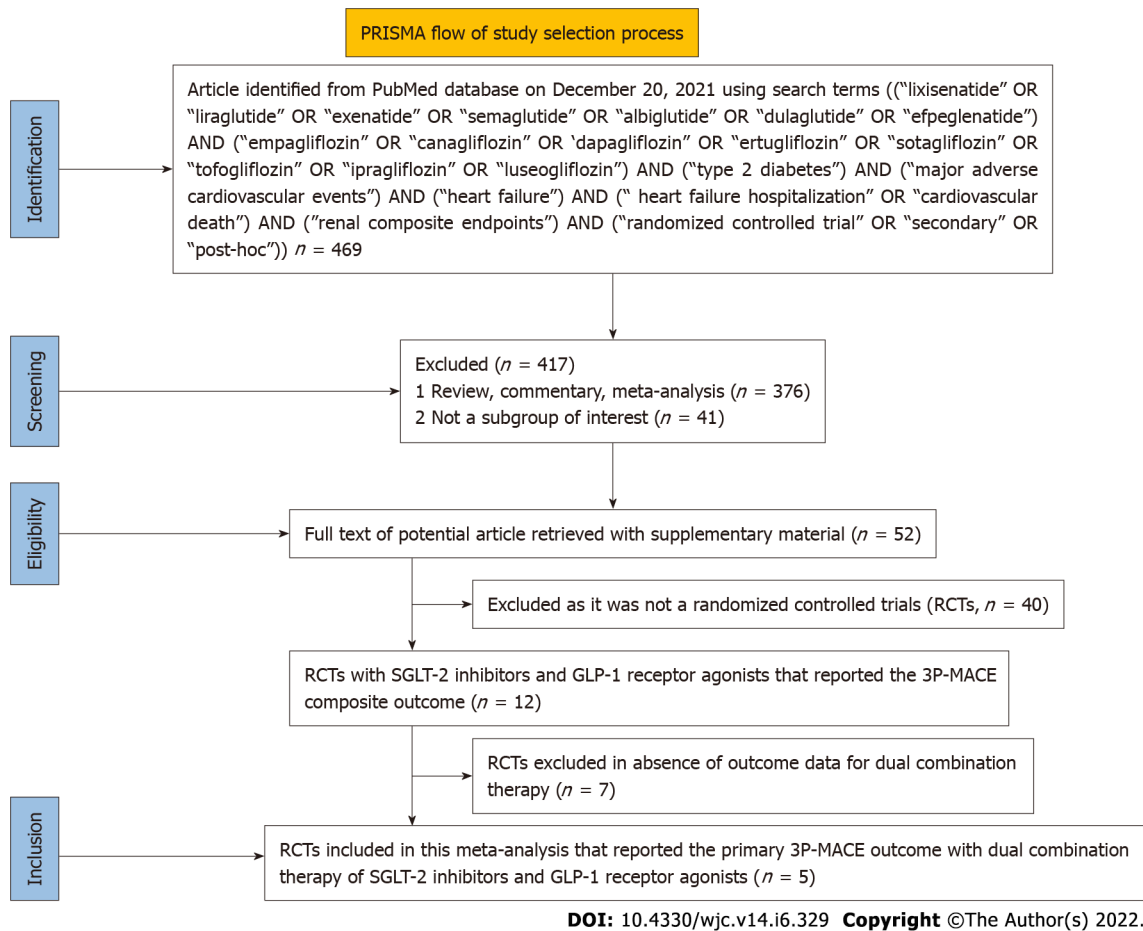 PRISMA flow of study selection process
Identification
Article identified from PubMed database on December 20, 2021 using search terms ((“lixisenatide” OR
“liraglutide” OR “exenatide” OR “semaglutide” OR “albiglutide” OR “dulaglutide” OR “efpeglenatide”)
AND (“empagliflozin” OR “canagliflozin” OR ‘dapagliflozin” OR “ertugliflozin” OR “sotagliflozin” OR
“tofogliflozin” OR “ipragliflozin” OR “luseogliflozin”) AND (“type 2 diabetes”) AND (“major adverse
cardiovascular events”) AND (“heart failure”) AND (“ heart failure hospitalization” OR “cardiovascular
death”) AND (”renal composite endpoints”) AND (“randomized controlled trial” OR “secondary” OR
“post-hoc”)) n = 469
Screening
Excluded (n = 417)
1 Review, commentary, meta-analysis (n = 376)
2 Not a subgroup of interest (n = 41)
Eligibility
Full text of potential article retrieved with supplementary material (n = 52)
Excluded as it was not a randomized controlled trials (RCTs, n = 40)
RCTs with SGLT-2 inhibitors and GLP-1 receptor agonists that reported the 3P-MACE
composite outcome (n = 12)
RCTs excluded in absence of outcome data for dual combination
therapy (n = 7)
Inclusion
RCTs included in this meta-analysis that reported the primary 3P-MACE outcome with dual combination
therapy of SGLT-2 inhibitors and GLP-1 receptor agonists (n = 5)
DOI: 10.4330/wjc.v14.i6.329 Copyright ©The Author(s) 2022.